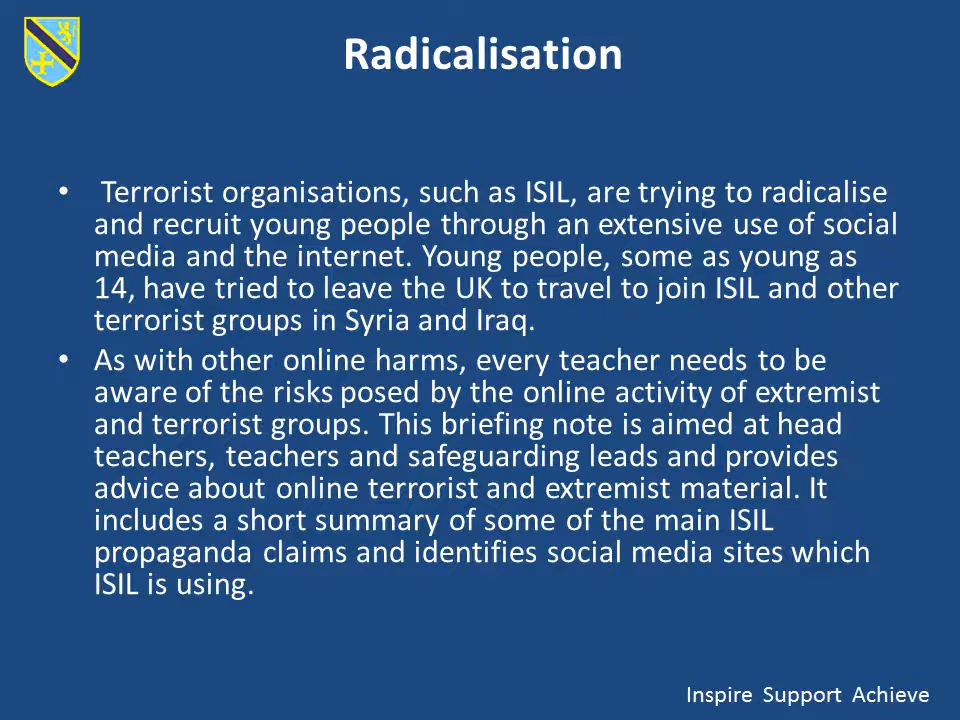 Radicalisation
• Terrorist organisations, such as ISIL, are trying to radicalise
and recruit young people through an extensive use of social
media and the internet. Young people, some as young as
14, have tried to leave the UK to travel to join ISIL and other
terrorist groups in Syria and Iraq.
• As with other online harms, every teacher needs to be
aware of the risks posed by the online activity of extremist
and terrorist groups. This briefing note is aimed at head
teachers, teachers and safeguarding leads and provides
advice about online terrorist and extremist material. It
includes a short summary of some of the main ISIL
propaganda claims and identifies social media sites which
ISIL is using.
Inspire Support Achieve